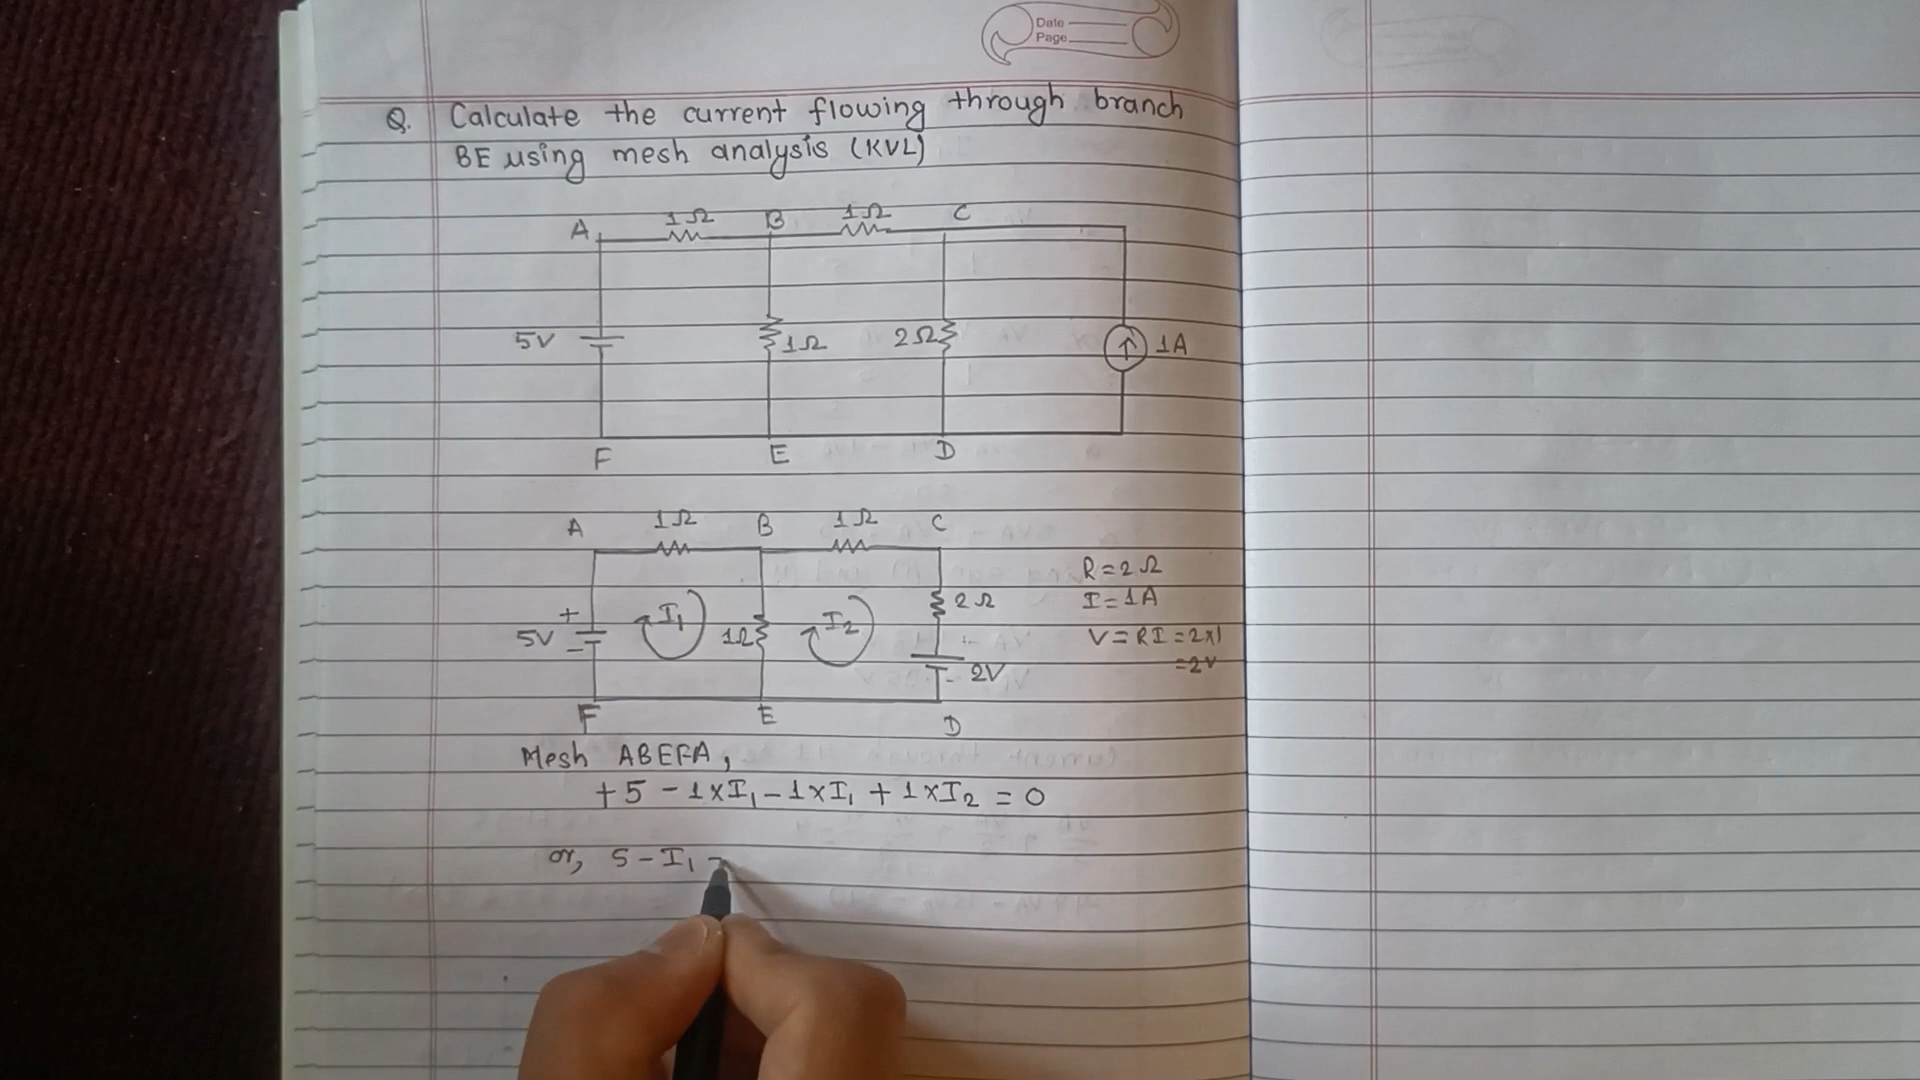 Date
Page
Q. Calculate the current flowing through branch
BE using mesh analysis (KVL)
A 1Ω B 1Ω C
5V 1Ω 2Ω 1A
F E D
A 1Ω B 1Ω C
R=2Ω
2Ω I=1A
+ I₁ I₂
5V 1Ω V=RI=2x1
- =2V
- 2V
F E D
Mesh ABEFA,
+5-1xI₁-1xI₁+1xI₂=0
or, 5-I₁-